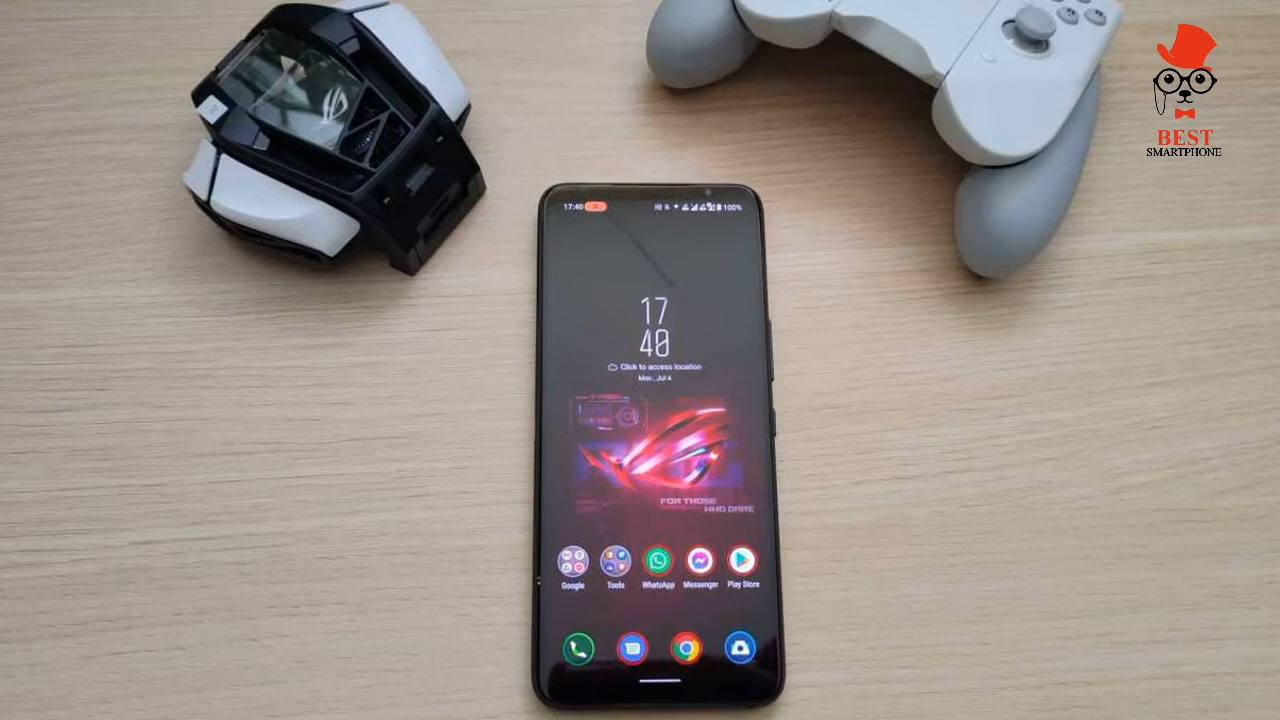 BEST
SMARTPHONE
17:40
100%
17
40
Click to access location
Mon, Jul 4
FOR THOSE
WHO DARE
Google
Tools
WhatsApp
Messenger
Play Store